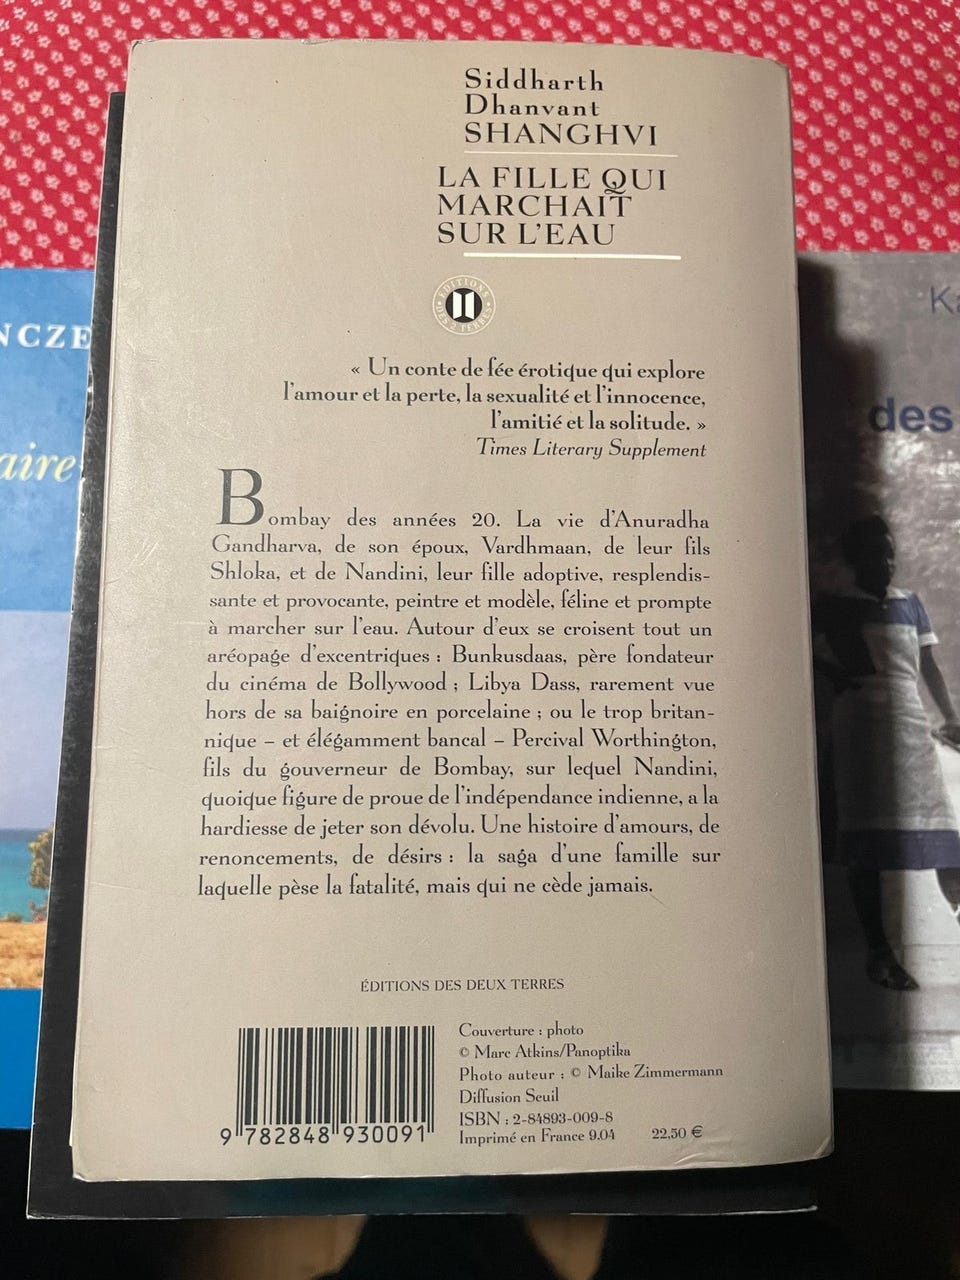 Siddharth
Dhanvant
SHANGHVI
LA FILLE QUI
MARCHAIT
SUR L'EAU
ÉDITIONS
DES 2 TERRES
« Un conte de fée érotique qui explore
l'amour et la perte, la sexualité et l'innocence,
l'amitié et la solitude. »
Times Literary Supplement
Bombay des années 20. La vie d'Anuradha
Gandharva, de son époux, Vardhmaan, de leur fils
Shloka, et de Nandini, leur fille adoptive, resplendis-
sante et provocante, peintre et modèle, féline et prompte
à marcher sur l'eau. Autour d'eux se croisent tout un
aréopage d'excentriques : Bunkusdaas, père fondateur
du cinéma de Bollywood ; Libya Dass, rarement vue
hors de sa baignoire en porcelaine ; ou le trop britan-
nique – et élégamment bancal – Percival Worthington,
fils du gouverneur de Bombay, sur lequel Nandini,
quoique figure de proue de l'indépendance indienne, a la
hardiesse de jeter son dévolu. Une histoire d'amours, de
renoncements, de désirs : la saga d'une famille sur
laquelle pèse la fatalité, mais qui ne cède jamais.
ÉDITIONS DES DEUX TERRES
Couverture : photo
© Marc Atkins/Panoptika
Photo auteur : © Maike Zimmermann
Diffusion Seuil
ISBN : 2-84893-009-8
Imprimé en France 9.04 22,50 €
9 782848 930091
NCZE
aire
Ka
des